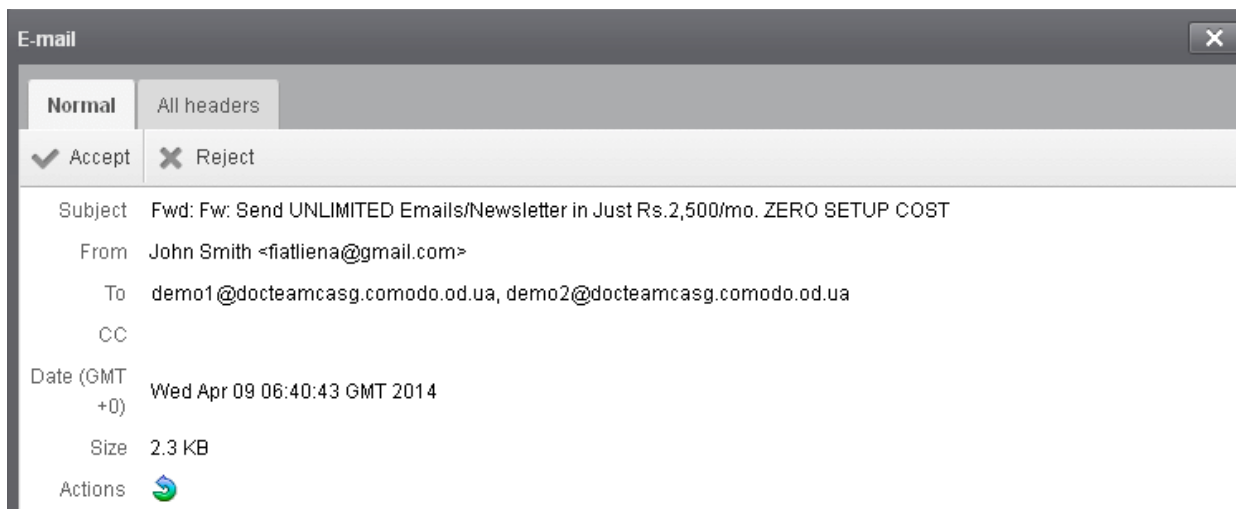 E-mail
Normal All headers
Accept Reject
Subject Fwd: Fw: Send UNLIMITED Emails/Newsletter in Just Rs.2,500/mo. ZERO SETUP COST
From John Smith <fiatliena@gmail.com>
To demo1@docteamcasg.comodo.od.ua, demo2@docteamcasg.comodo.od.ua
CC
Date (GMT
+0) Wed Apr 09 06:40:43 GMT 2014
Size 2.3 KB
Actions